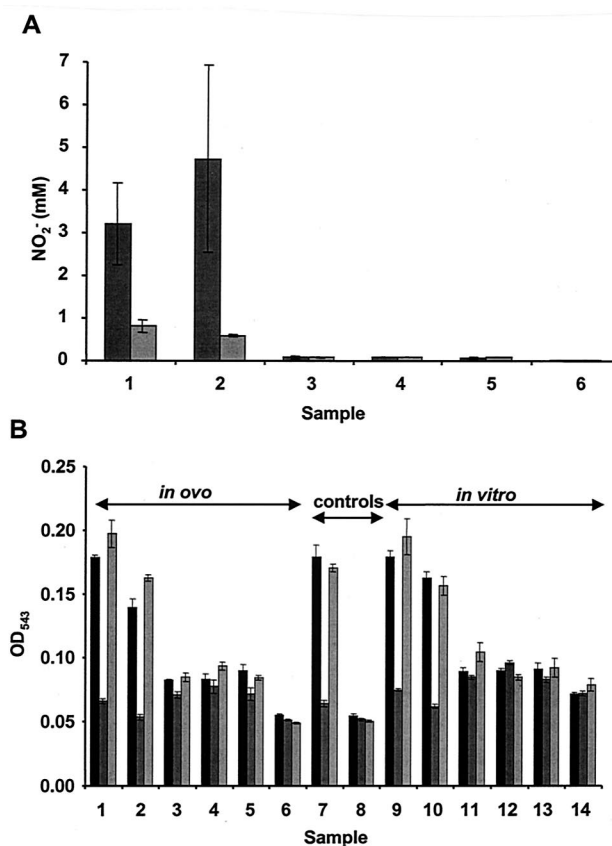 A
7
6
5
4
3
2
1
0
NO₂- (mM)
1 2 3 4 5 6
Sample
B
0.25
0.20
0.15
0.10
0.05
0.00
OD₅₄₃
in ovo controls in vitro
1 2 3 4 5 6 7 8 9 10 11 12 13 14
Sample